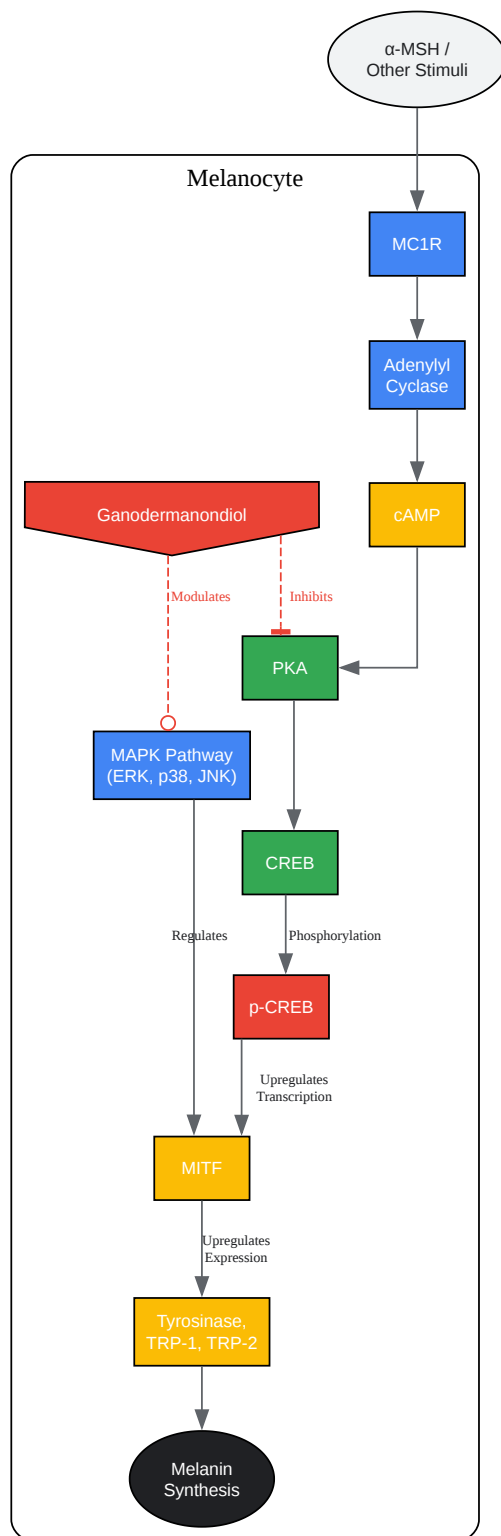 α-MSH /
Other Stimuli
Melanocyte
MC1R
Adenylyl
Cyclase
Ganodermanondiol
cAMP
Modulates
Inhibits
PKA
MAPK Pathway
(ERK, p38, JNK)
CREB
Regulates
Phosphorylation
p-CREB
Upregulates
Transcription
MITF
Upregulates
Expression
Tyrosinase,
TRP-1, TRP-2
Melanin
Synthesis